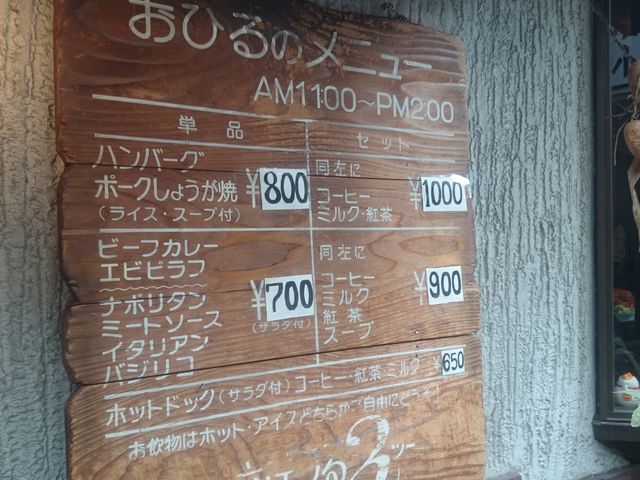 おひるのメニュー
AM11:00~PM2:00
単品 セット
ハンバーグ
ポークしょうが焼
(ライス・スープ付)
¥800
同左に
コーヒー
ミルク・紅茶
¥1000
ビーフカレー
エビピラフ
ナポリタン
ミートソース
イタリアン
バジリコ
¥700
(サラダ付)
同左に
コーヒー
ミルク
紅茶
スープ
¥900
ホットドック(サラダ付)コーヒー・紅茶・ミルク ¥650
お飲物はホット・アイスどちらかご自由にどうぞ!